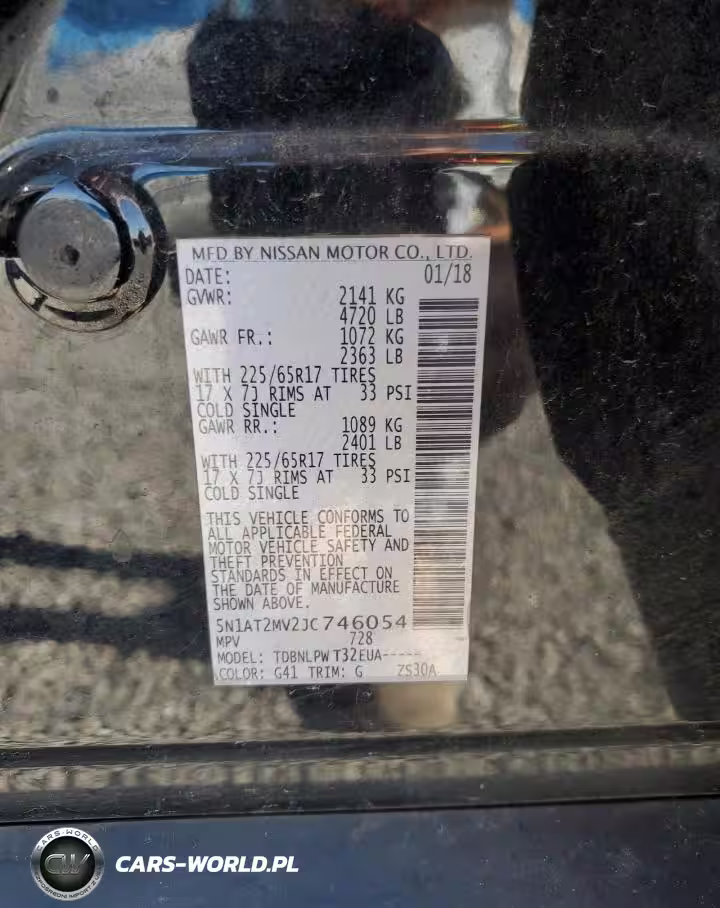 MFD BY NISSAN MOTOR CO., LTD.
DATE: 01/18
GVWR: 2141 KG
4720 LB
GAWR FR.: 1072 KG
2363 LB
WITH 225/65R17 TIRES
17 X 7J RIMS AT 33 PSI
COLD SINGLE
GAWR RR.: 1089 KG
2401 LB
WITH 225/65R17 TIRES
17 X 7J RIMS AT 33 PSI
COLD SINGLE
THIS VEHICLE CONFORMS TO
ALL APPLICABLE FEDERAL
MOTOR VEHICLE SAFETY AND
THEFT PREVENTION
STANDARDS IN EFFECT ON
THE DATE OF MANUFACTURE
SHOWN ABOVE.
5N1AT2MV2JC746054
MPV 728
MODEL: TDBNLPW T32EUA-----
COLOR: G41 TRIM: G ZS30A
CARS-WORLD
CW
CARS-WORLD.PL